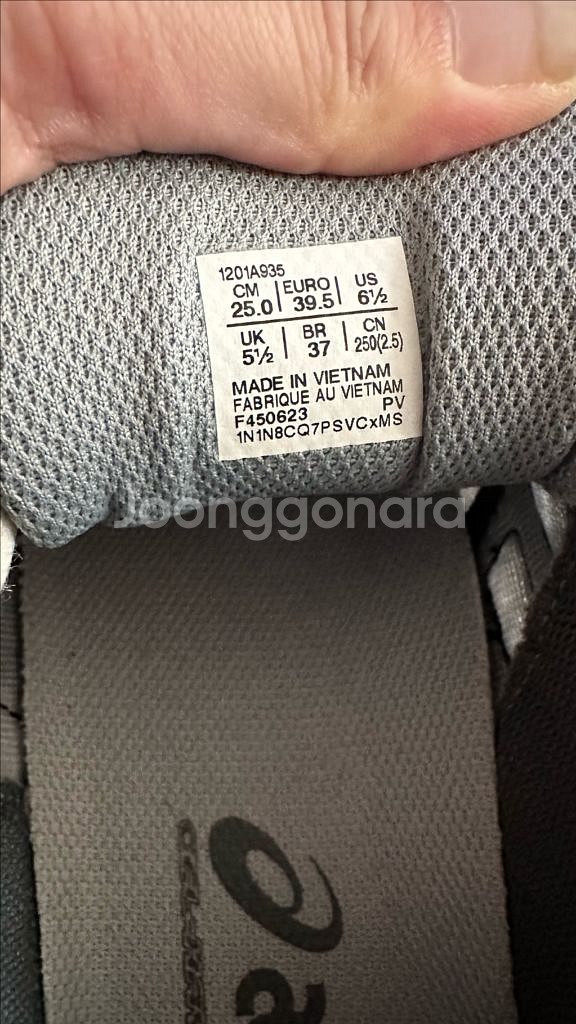 1201A935
CM | EURO | US
25.0 | 39.5 | 6½
UK | BR | CN
5½ | 37 | 250(2.5)
MADE IN VIETNAM
FABRIQUE AU VIETNAM
F450623 PV
1N1N8CQ7PSVCxMS
Joonggonard